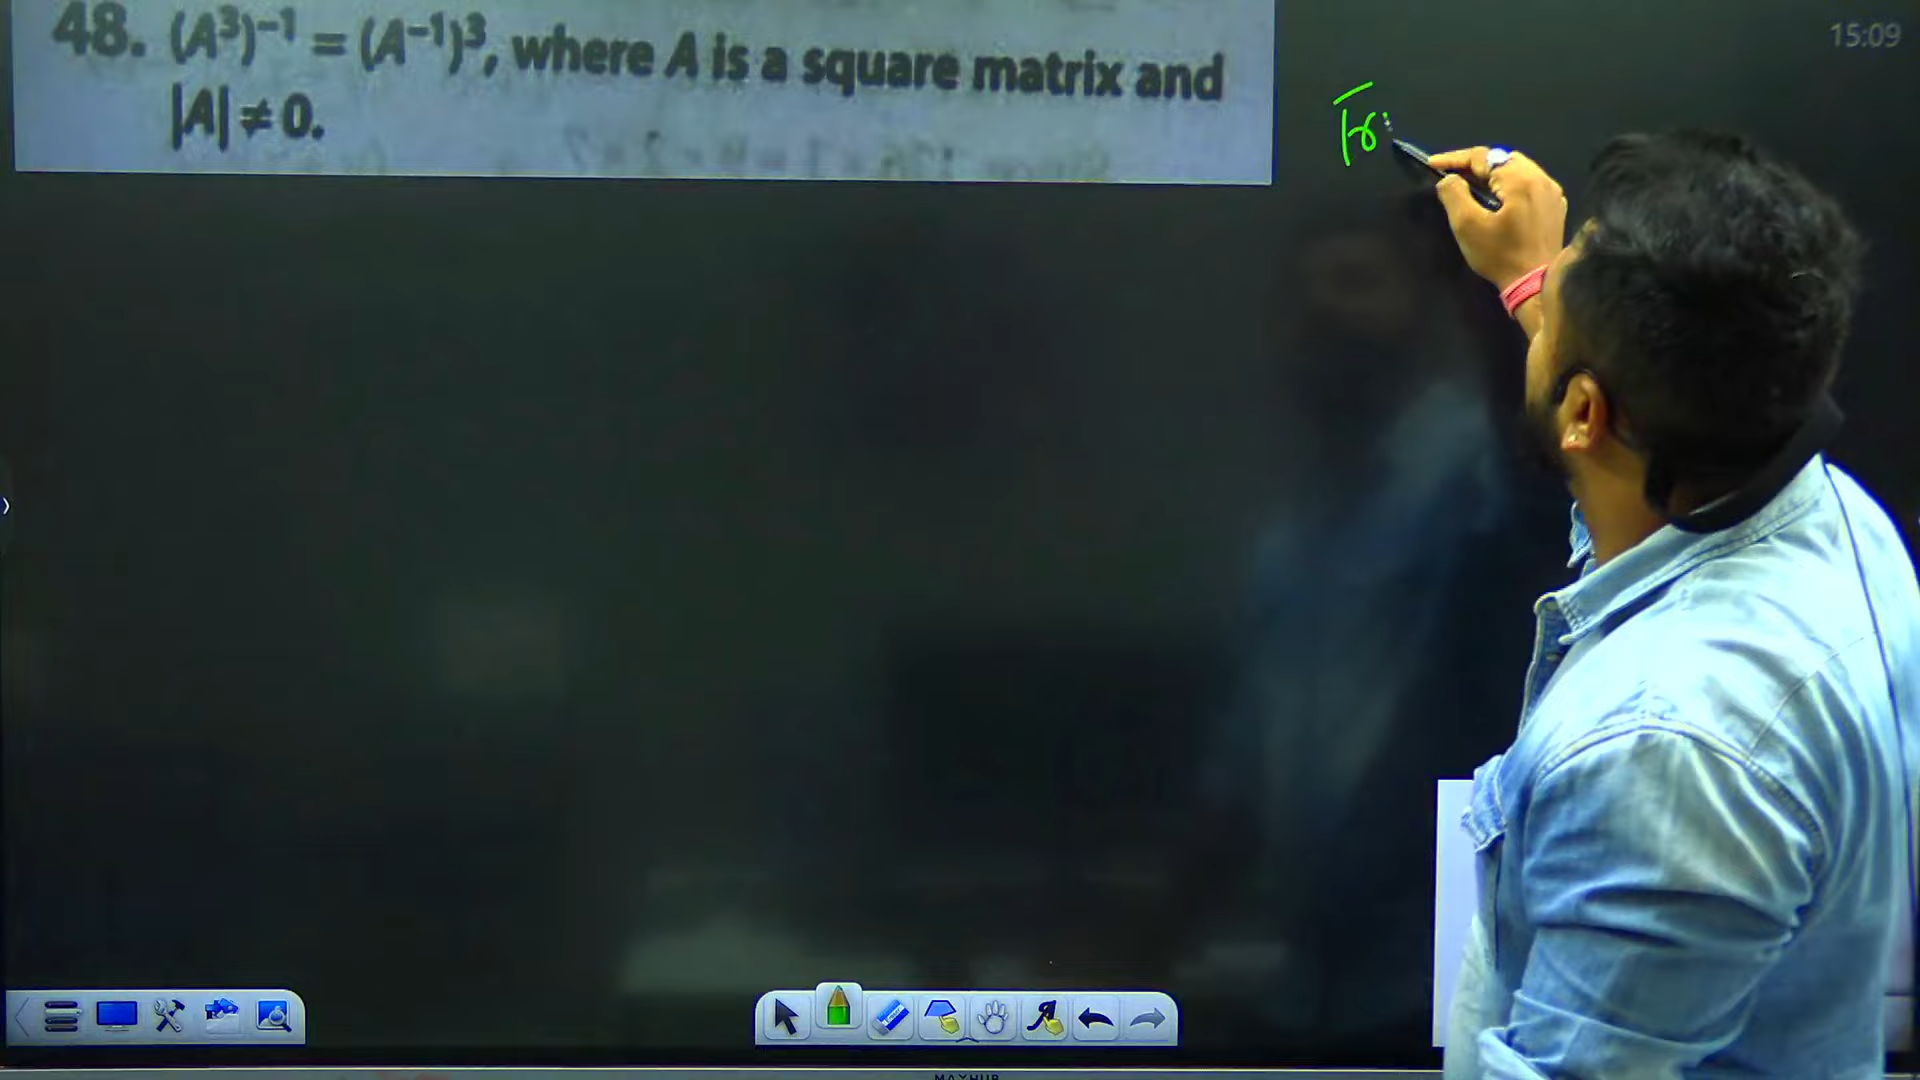 48. (A³)⁻¹ = (A⁻¹)³, where A is a square matrix and
|A| ≠ 0.
15:09